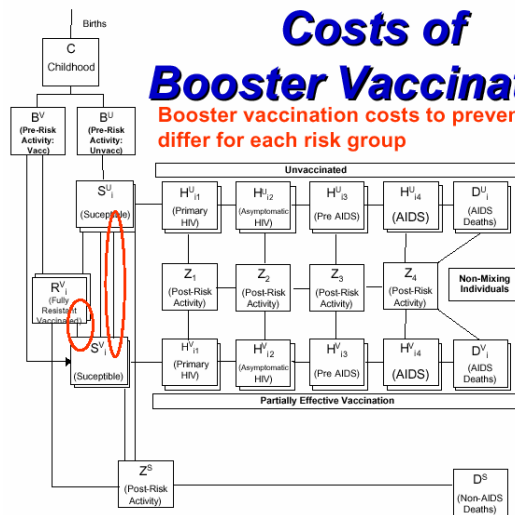 Costs of
Booster Vaccinat
Booster vaccination costs to preven
differ for each risk group
Births
C
Childhood
B^V
(Pre-Risk
Activity:
Vacc)
B^U
(Pre-Risk
Activity:
Unvacc)
Unvaccinated
S^U_i
(Suceptible)
H^U_i1
(Primary
HIV)
H^U_i2
(Asymptomatic
HIV)
H^U_i3
(Pre AIDS)
H^U_i4
(AIDS)
D^U_i
(AIDS
Deaths)
R^V_i
(Fully
Resistant
Vaccinated)
Z_1
(Post-Risk
Activity)
Z_2
(Post-Risk
Activity)
Z_3
(Post-Risk
Activity)
Z_4
(Post-Risk
Activity)
Non-Mixing
Individuals
S^V_i
(Suceptible)
H^V_i1
(Primary
HIV)
H^V_i2
(Asymptomatic
HIV)
H^V_i3
(Pre AIDS)
H^V_i4
(AIDS)
D^V_i
(AIDS
Deaths)
Partially Effective Vaccination
Z^S
(Post-Risk
Activity)
D^S
(Non-AIDS
Deaths)